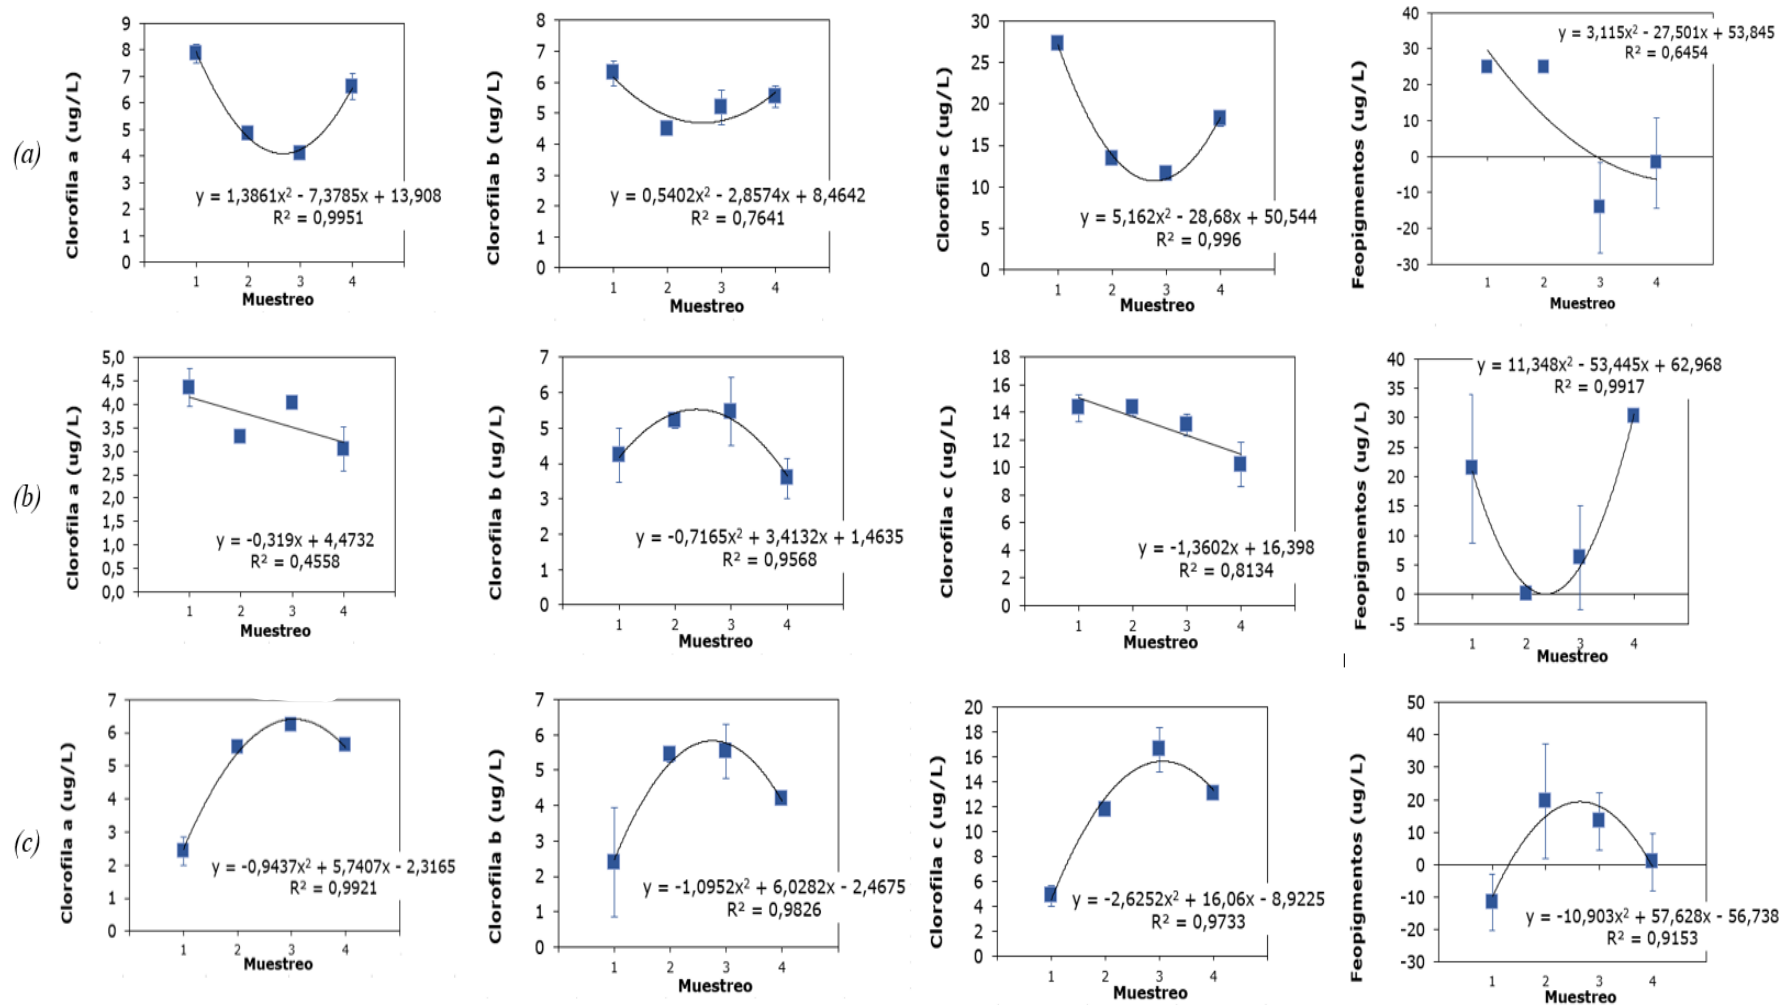 (a)
Clorofila a (ug/L)
9
8
7
6
5
4
3
2
1
0
y = 1,3861x² - 7,3785x + 13,908
R² = 0,9951
1 2 3 4
Muestreo
Clorofila b (ug/L)
8
7
6
5
4
3
2
1
0
y = 0,5402x² - 2,8574x + 8,4642
R² = 0,7641
1 2 3 4
Muestreo
Clorofila c (ug/L)
30
25
20
15
10
5
0
y = 5,162x² - 28,68x + 50,544
R² = 0,996
1 2 3 4
Muestreo
Feopigmentos (ug/L)
40
30
20
10
0
-10
-20
-30
y = 3,115x² - 27,501x + 53,845
R² = 0,6454
1 2 3 4
Muestreo
(b)
Clorofila a (ug/L)
5,0
4,5
4,0
3,5
3,0
2,5
2,0
1,5
1,0
0,5
0,0
y = -0,319x + 4,4732
R² = 0,4558
1 2 3 4
Muestreo
Clorofila b (ug/L)
7
6
5
4
3
2
1
0
y = -0,7165x² + 3,4132x + 1,4635
R² = 0,9568
1 2 3 4
Muestreo
Clorofila c (ug/L)
18
16
14
12
10
8
6
4
2
0
y = -1,3602x + 16,398
R² = 0,8134
1 2 3 4
Muestreo
Feopigmentos (ug/L)
40
35
30
25
20
15
10
5
0
-5
y = 11,348x² - 53,445x + 62,968
R² = 0,9917
1 2 3 4
Muestreo
(c)
Clorofila a (ug/L)
7
6
5
4
3
2
1
0
y = -0,9437x² + 5,7407x - 2,3165
R² = 0,9921
1 2 3 4
Muestreo
Clorofila b (ug/L)
7
6
5
4
3
2
1
0
y = -1,0952x² + 6,0282x - 2,4675
R² = 0,9826
1 2 3 4
Muestreo
Clorofila c (ug/L)
20
18
16
14
12
10
8
6
4
2
0
y = -2,6252x² + 16,06x - 8,9225
R² = 0,9733
1 2 3 4
Muestreo
Feopigmentos (ug/L)
50
40
30
20
10
0
-10
-20
-30
y = -10,903x² + 57,628x - 56,738
R² = 0,9153
1 2 3 4
Muestreo